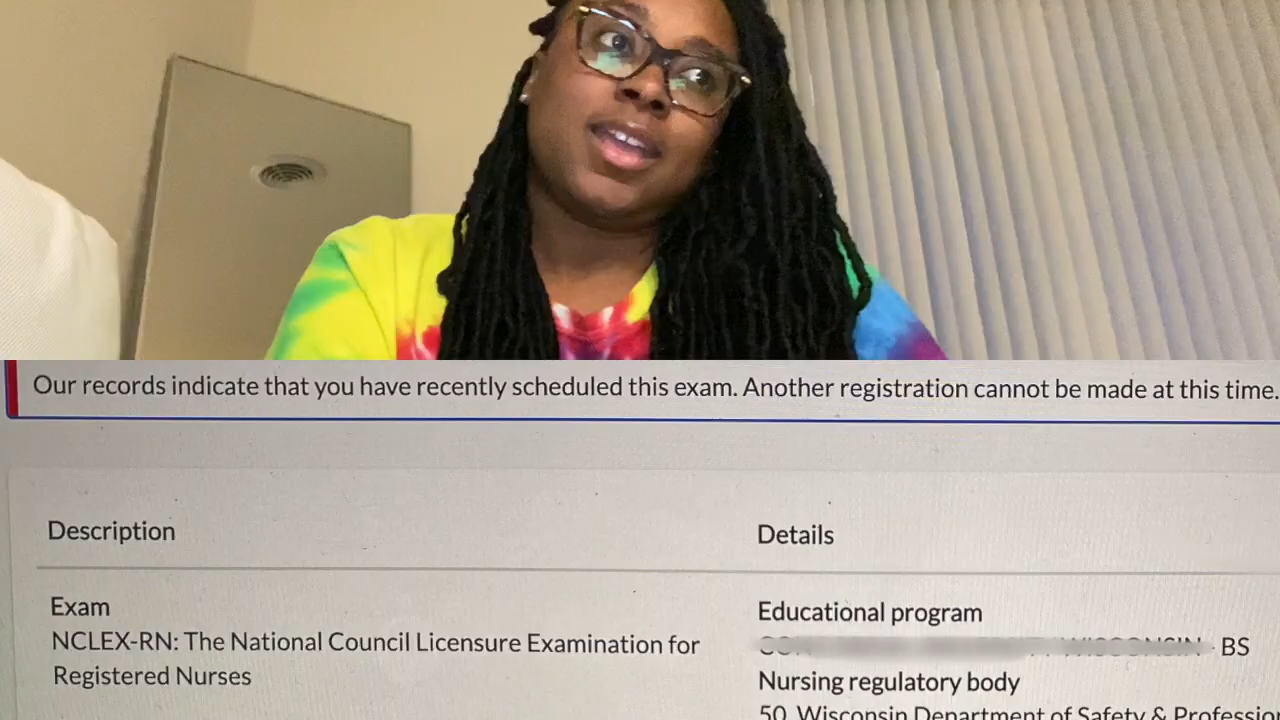 Our records indicate that you have recently scheduled this exam. Another registration cannot be made at this time.
Description
Details
Exam
NCLEX-RN: The National Council Licensure Examination for
Registered Nurses
Educational program
WISCONSIN - BS
Nursing regulatory body
50 Wisconsin Department of Safety &